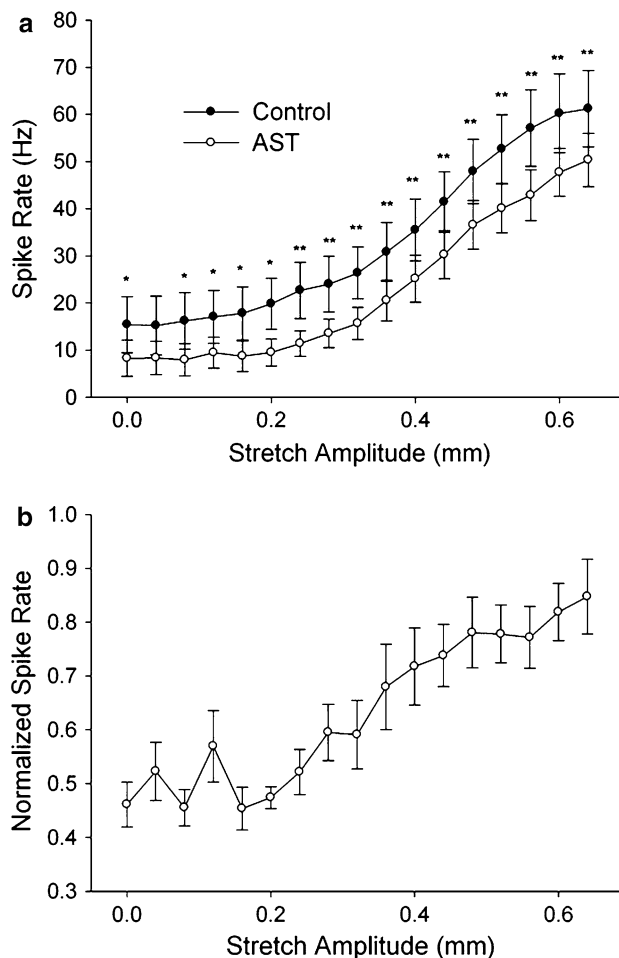 a
80
70
60
50
40
30
20
10
0
Spike Rate (Hz)
Control
AST
* * * * * ** ** ** ** ** ** ** ** ** ** **
0.0 0.2 0.4 0.6
Stretch Amplitude (mm)
b
1.0
0.9
0.8
0.7
0.6
0.5
0.4
0.3
Normalized Spike Rate
0.0 0.2 0.4 0.6
Stretch Amplitude (mm)